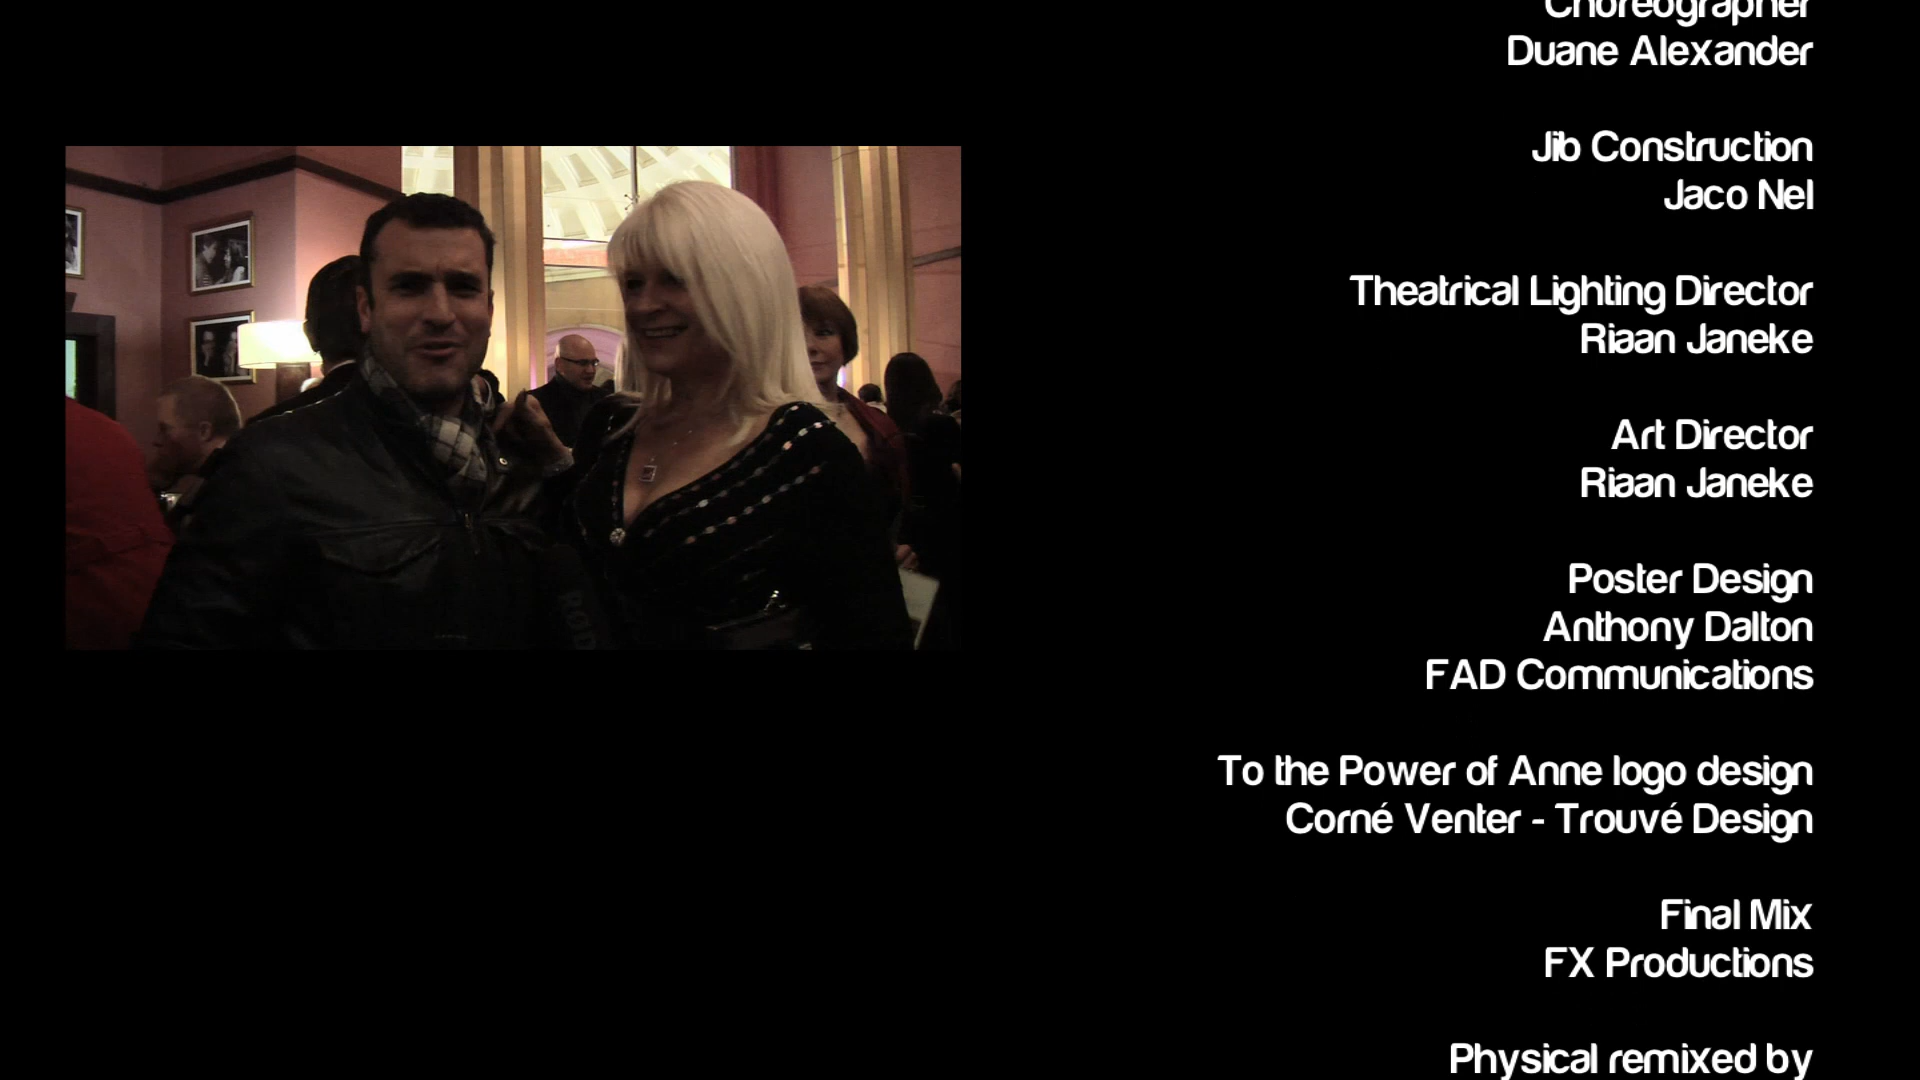 Choreographer
Duane Alexander
Jib Construction
Jaco Nel
Theatrical Lighting Director
Riaan Janeke
Art Director
Riaan Janeke
Poster Design
Anthony Dalton
FAD Communications
To the Power of Anne logo design
Corné Venter - Trouvé Design
Final Mix
FX Productions
Physical remixed by